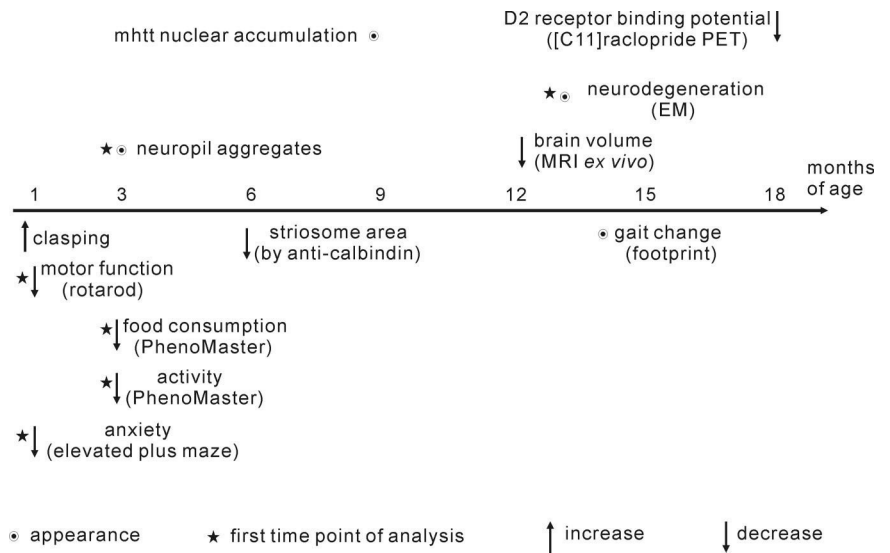 mhtt nuclear accumulation
D2 receptor binding potential
([C11]raclopride PET)
neurodegeneration
(EM)
neuropil aggregates
brain volume
(MRI ex vivo)
months
of age
1 3 6 9 12 15 18
clasping
motor function
(rotarod)
striosome area
(by anti-calbindin)
gait change
(footprint)
food consumption
(PhenoMaster)
activity
(PhenoMaster)
anxiety
(elevated plus maze)
appearance
first time point of analysis
increase
decrease